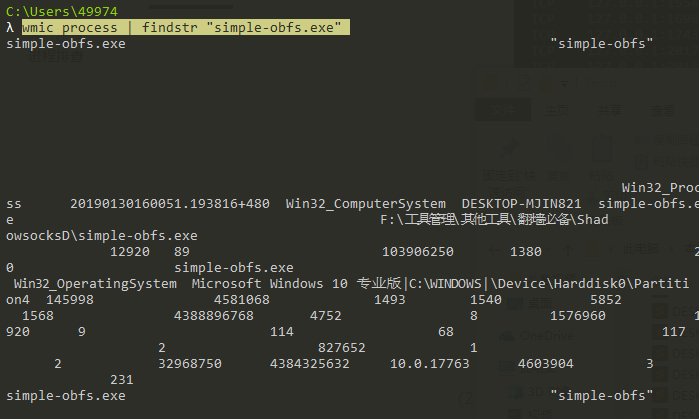 C:\Users\49974
λ wmic process | findstr "simple-obfs.exe"
simple-obfs.exe "simple-obfs"
Win32_Proc
ss 20190130160051.193816+480 Win32_ComputerSystem DESKTOP-MJIN821 simple-obfs.e
e F:\工具管理\其他工具\翻墙必备\Shad
owsocksD\simple-obfs.exe
12920 89 103906250 1380 2
0 simple-obfs.exe
Win32_OperatingSystem Microsoft Windows 10 专业版|C:\WINDOWS|\Device\Harddisk0\Partiti
on4 145998 4581068 1493 1540 5852
1568 4388896768 4752 8 1576960 1
920 9 114 68 117
2 827652 1
2 32968750 4384325632 10.0.17763 4603904 3
231
simple-obfs.exe "simple-obfs"